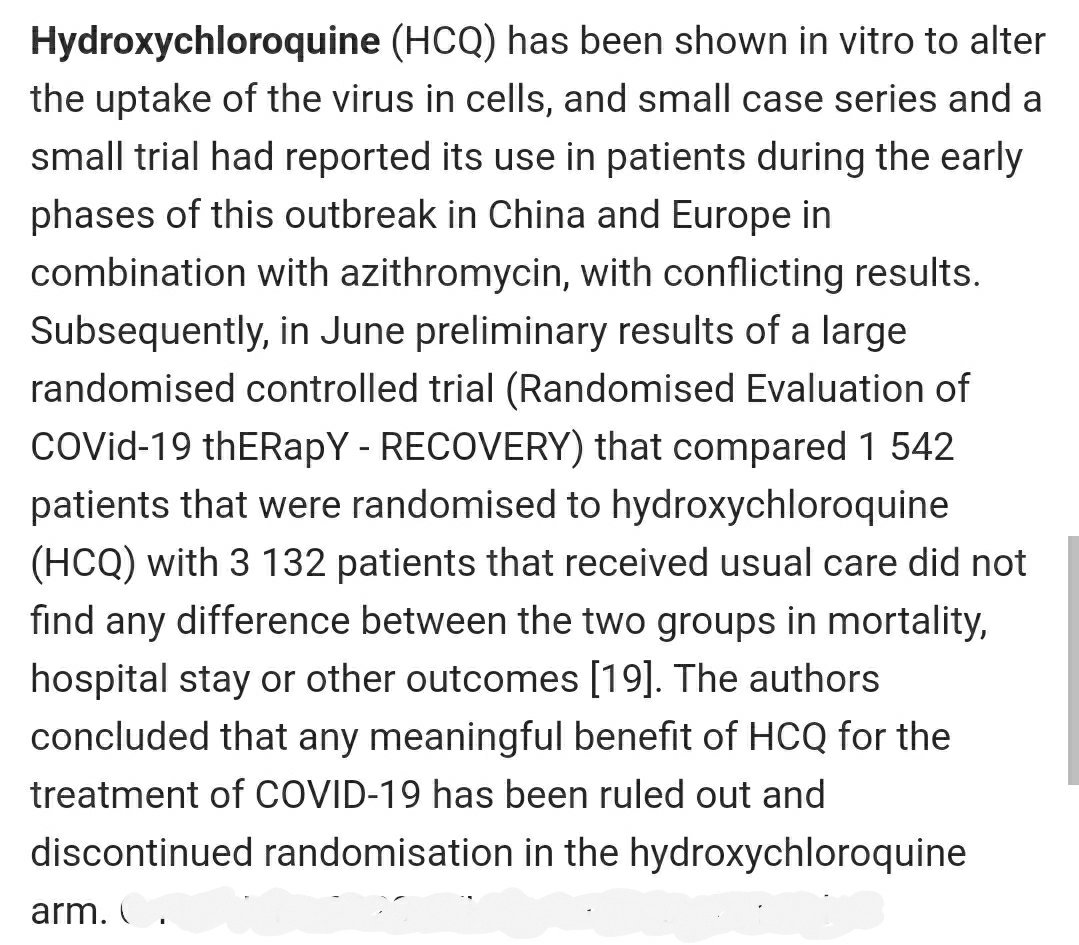 Hydroxychloroquine (HCQ) has been shown in vitro to alter
the uptake of the virus in cells, and small case series and a
small trial had reported its use in patients during the early
phases of this outbreak in China and Europe in
combination with azithromycin, with conflicting results.
Subsequently, in June preliminary results of a large
randomised controlled trial (Randomised Evaluation of
COVid-19 thERapY - RECOVERY) that compared 1 542
patients that were randomised to hydroxychloroquine
(HCQ) with 3 132 patients that received usual care did not
find any difference between the two groups in mortality,
hospital stay or other outcomes [19]. The authors
concluded that any meaningful benefit of HCQ for the
treatment of COVID-19 has been ruled out and
discontinued randomisation in the hydroxychloroquine
arm.